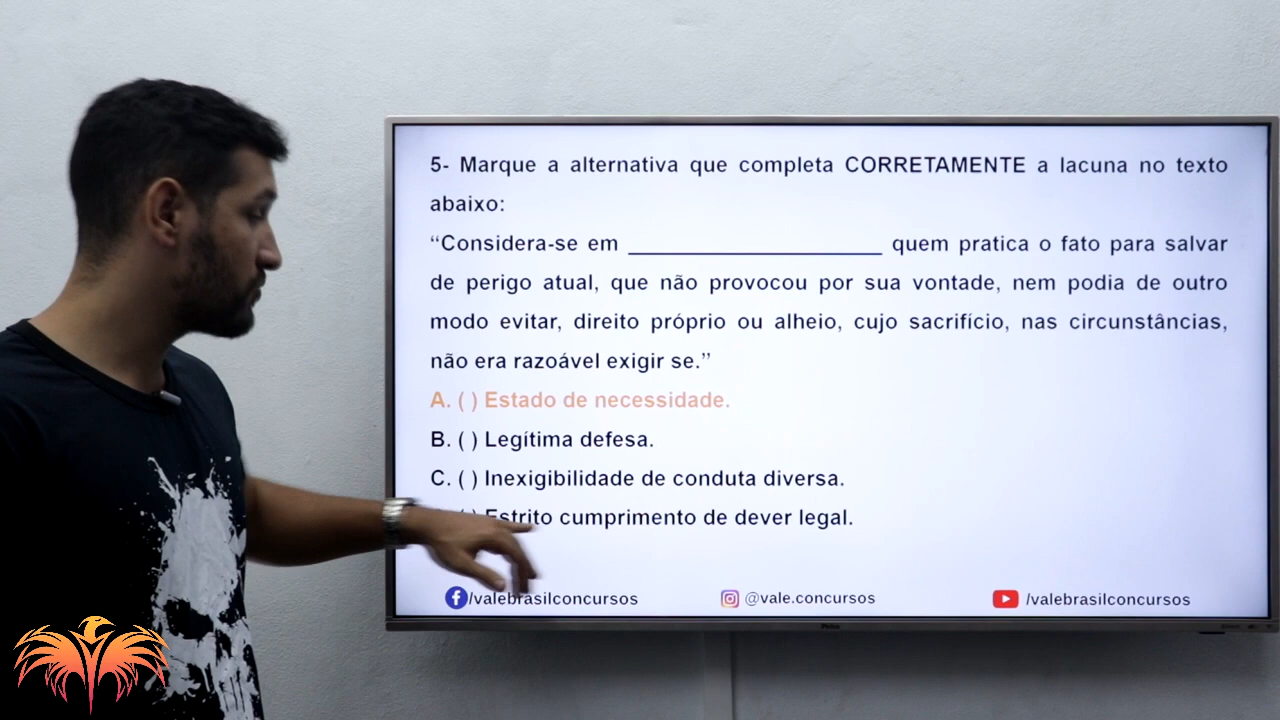 5- Marque a alternativa que completa CORRETAMENTE a lacuna no texto
abaixo:
“Considera-se em ____________________ quem pratica o fato para salvar
de perigo atual, que não provocou por sua vontade, nem podia de outro
modo evitar, direito próprio ou alheio, cujo sacrifício, nas circunstâncias,
não era razoável exigir se.”
A. ( ) Estado de necessidade.
B. ( ) Legítima defesa.
C. ( ) Inexigibilidade de conduta diversa.
( ) Estrito cumprimento de dever legal.
/valebrasilconcursos
@vale.concursos
/valebrasilconcursos
Philco